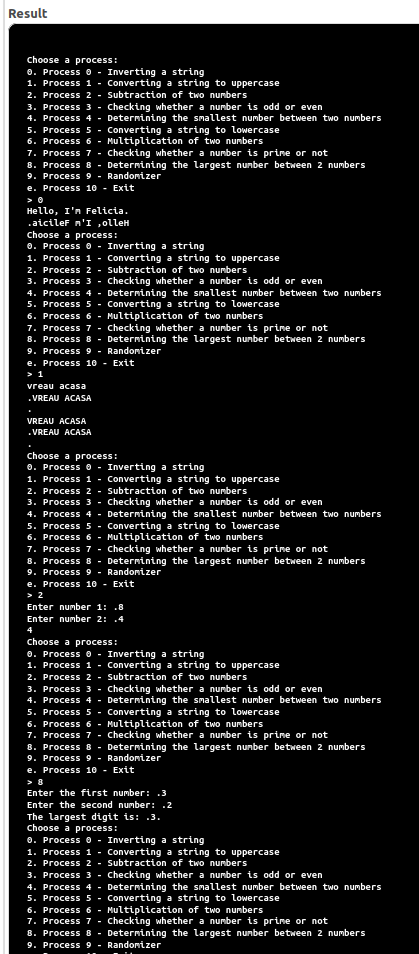 Result
Choose a process:
0. Process 0 - Inverting a string
1. Process 1 - Converting a string to uppercase
2. Process 2 - Subtraction of two numbers
3. Process 3 - Checking whether a number is odd or even
4. Process 4 - Determining the smallest number between two numbers
5. Process 5 - Converting a string to lowercase
6. Process 6 - Multiplication of two numbers
7. Process 7 - Checking whether a number is prime or not
8. Process 8 - Determining the largest number between 2 numbers
9. Process 9 - Randomizer
e. Process 10 - Exit
> 0
Hello, I'm Felicia.
.aicileF m'I ,olleH
Choose a process:
0. Process 0 - Inverting a string
1. Process 1 - Converting a string to uppercase
2. Process 2 - Subtraction of two numbers
3. Process 3 - Checking whether a number is odd or even
4. Process 4 - Determining the smallest number between two numbers
5. Process 5 - Converting a string to lowercase
6. Process 6 - Multiplication of two numbers
7. Process 7 - Checking whether a number is prime or not
8. Process 8 - Determining the largest number between 2 numbers
9. Process 9 - Randomizer
e. Process 10 - Exit
> 1
vreau acasa
.VREAU ACASA
.
VREAU ACASA
.VREAU ACASA
.
Choose a process:
0. Process 0 - Inverting a string
1. Process 1 - Converting a string to uppercase
2. Process 2 - Subtraction of two numbers
3. Process 3 - Checking whether a number is odd or even
4. Process 4 - Determining the smallest number between two numbers
5. Process 5 - Converting a string to lowercase
6. Process 6 - Multiplication of two numbers
7. Process 7 - Checking whether a number is prime or not
8. Process 8 - Determining the largest number between 2 numbers
9. Process 9 - Randomizer
e. Process 10 - Exit
> 2
Enter number 1: .8
Enter number 2: .4
4
Choose a process:
0. Process 0 - Inverting a string
1. Process 1 - Converting a string to uppercase
2. Process 2 - Subtraction of two numbers
3. Process 3 - Checking whether a number is odd or even
4. Process 4 - Determining the smallest number between two numbers
5. Process 5 - Converting a string to lowercase
6. Process 6 - Multiplication of two numbers
7. Process 7 - Checking whether a number is prime or not
8. Process 8 - Determining the largest number between 2 numbers
9. Process 9 - Randomizer
e. Process 10 - Exit
> 8
Enter the first number: .3
Enter the second number: .2
The largest digit is: .3.
Choose a process:
0. Process 0 - Inverting a string
1. Process 1 - Converting a string to uppercase
2. Process 2 - Subtraction of two numbers
3. Process 3 - Checking whether a number is odd or even
4. Process 4 - Determining the smallest number between two numbers
5. Process 5 - Converting a string to lowercase
6. Process 6 - Multiplication of two numbers
7. Process 7 - Checking whether a number is prime or not
8. Process 8 - Determining the largest number between 2 numbers
9. Process 9 - Randomizer